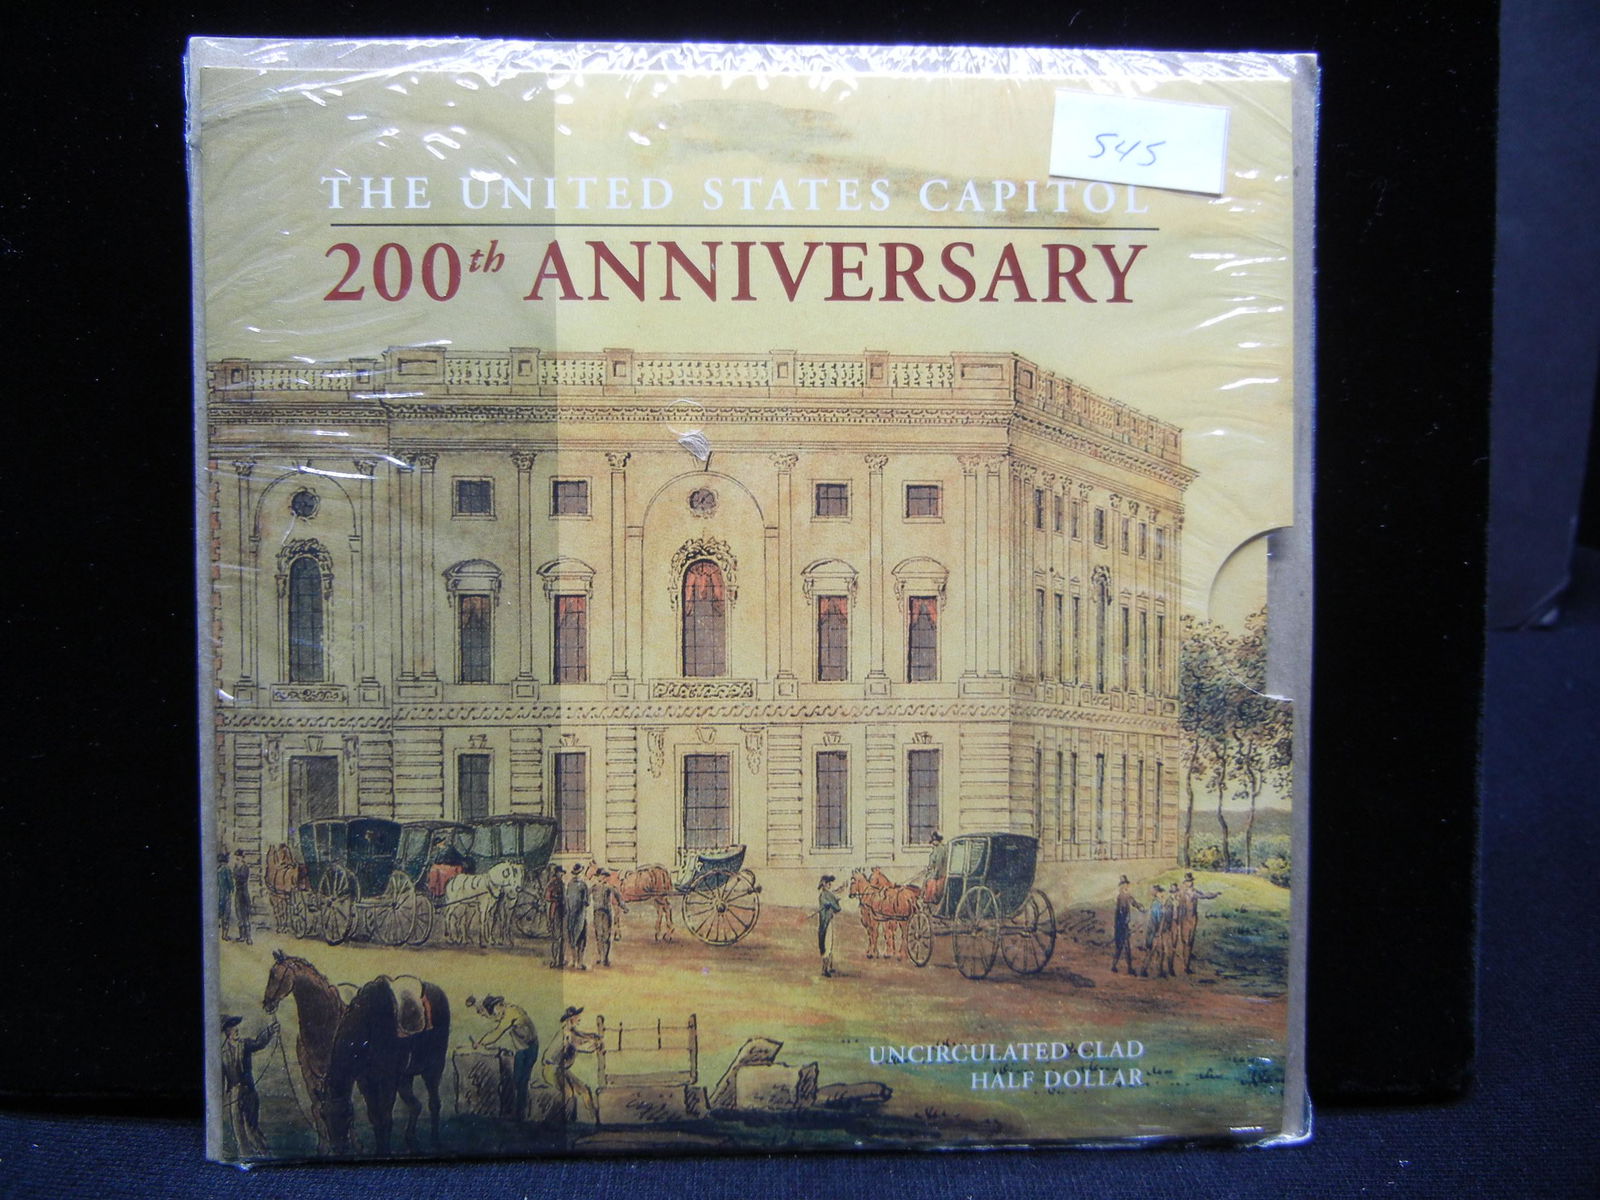 545
THE UNITED STATES CAPITOL
200th ANNIVERSARY
UNCIRCULATED CLAD
HALF DOLLAR